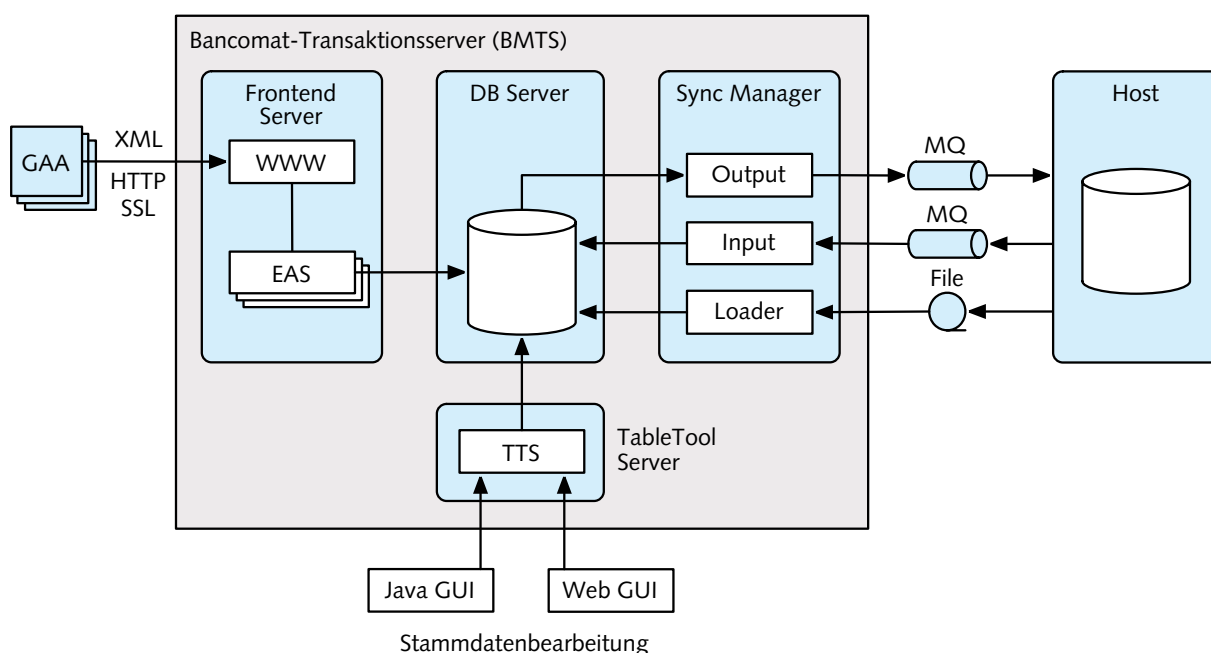 Bancomat-Transaktionsserver (BMTS)
Frontend
Server
DB Server
Sync Manager
Host
GAA
XML
HTTP
SSL
WWW
EAS
Output
Input
Loader
MQ
MQ
File
TTS
TableTool
Server
Java GUI
Web GUI
Stammdatenbearbeitung